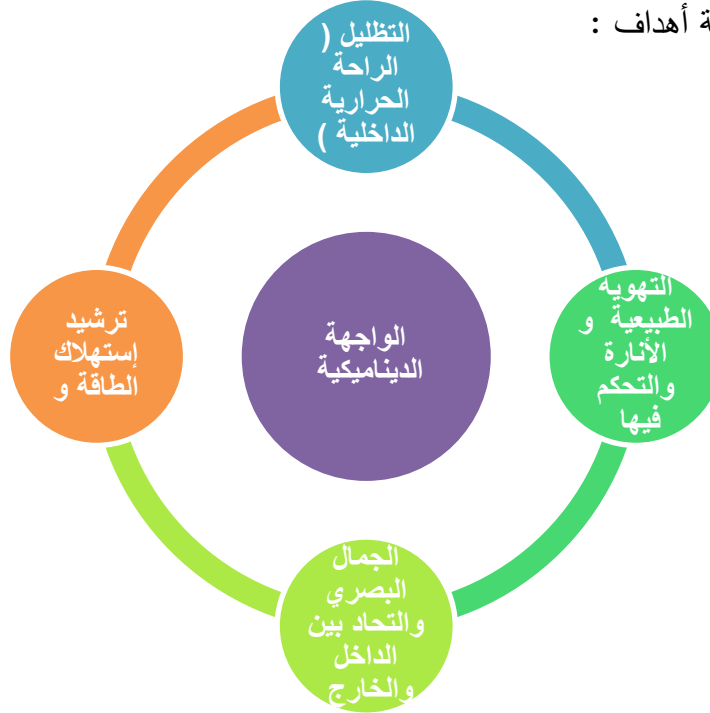 ة أهداف :
التظليل (
الراحة
الحرارية
الداخلية )
التهوية
الطبيعية و
الأنارة
والتحكم
فيها
الواجهة
الديناميكية
ترشيد
إستهلاك
الطاقة و
الجمال
البصري
والتحاد بين
الداخل
والخارج